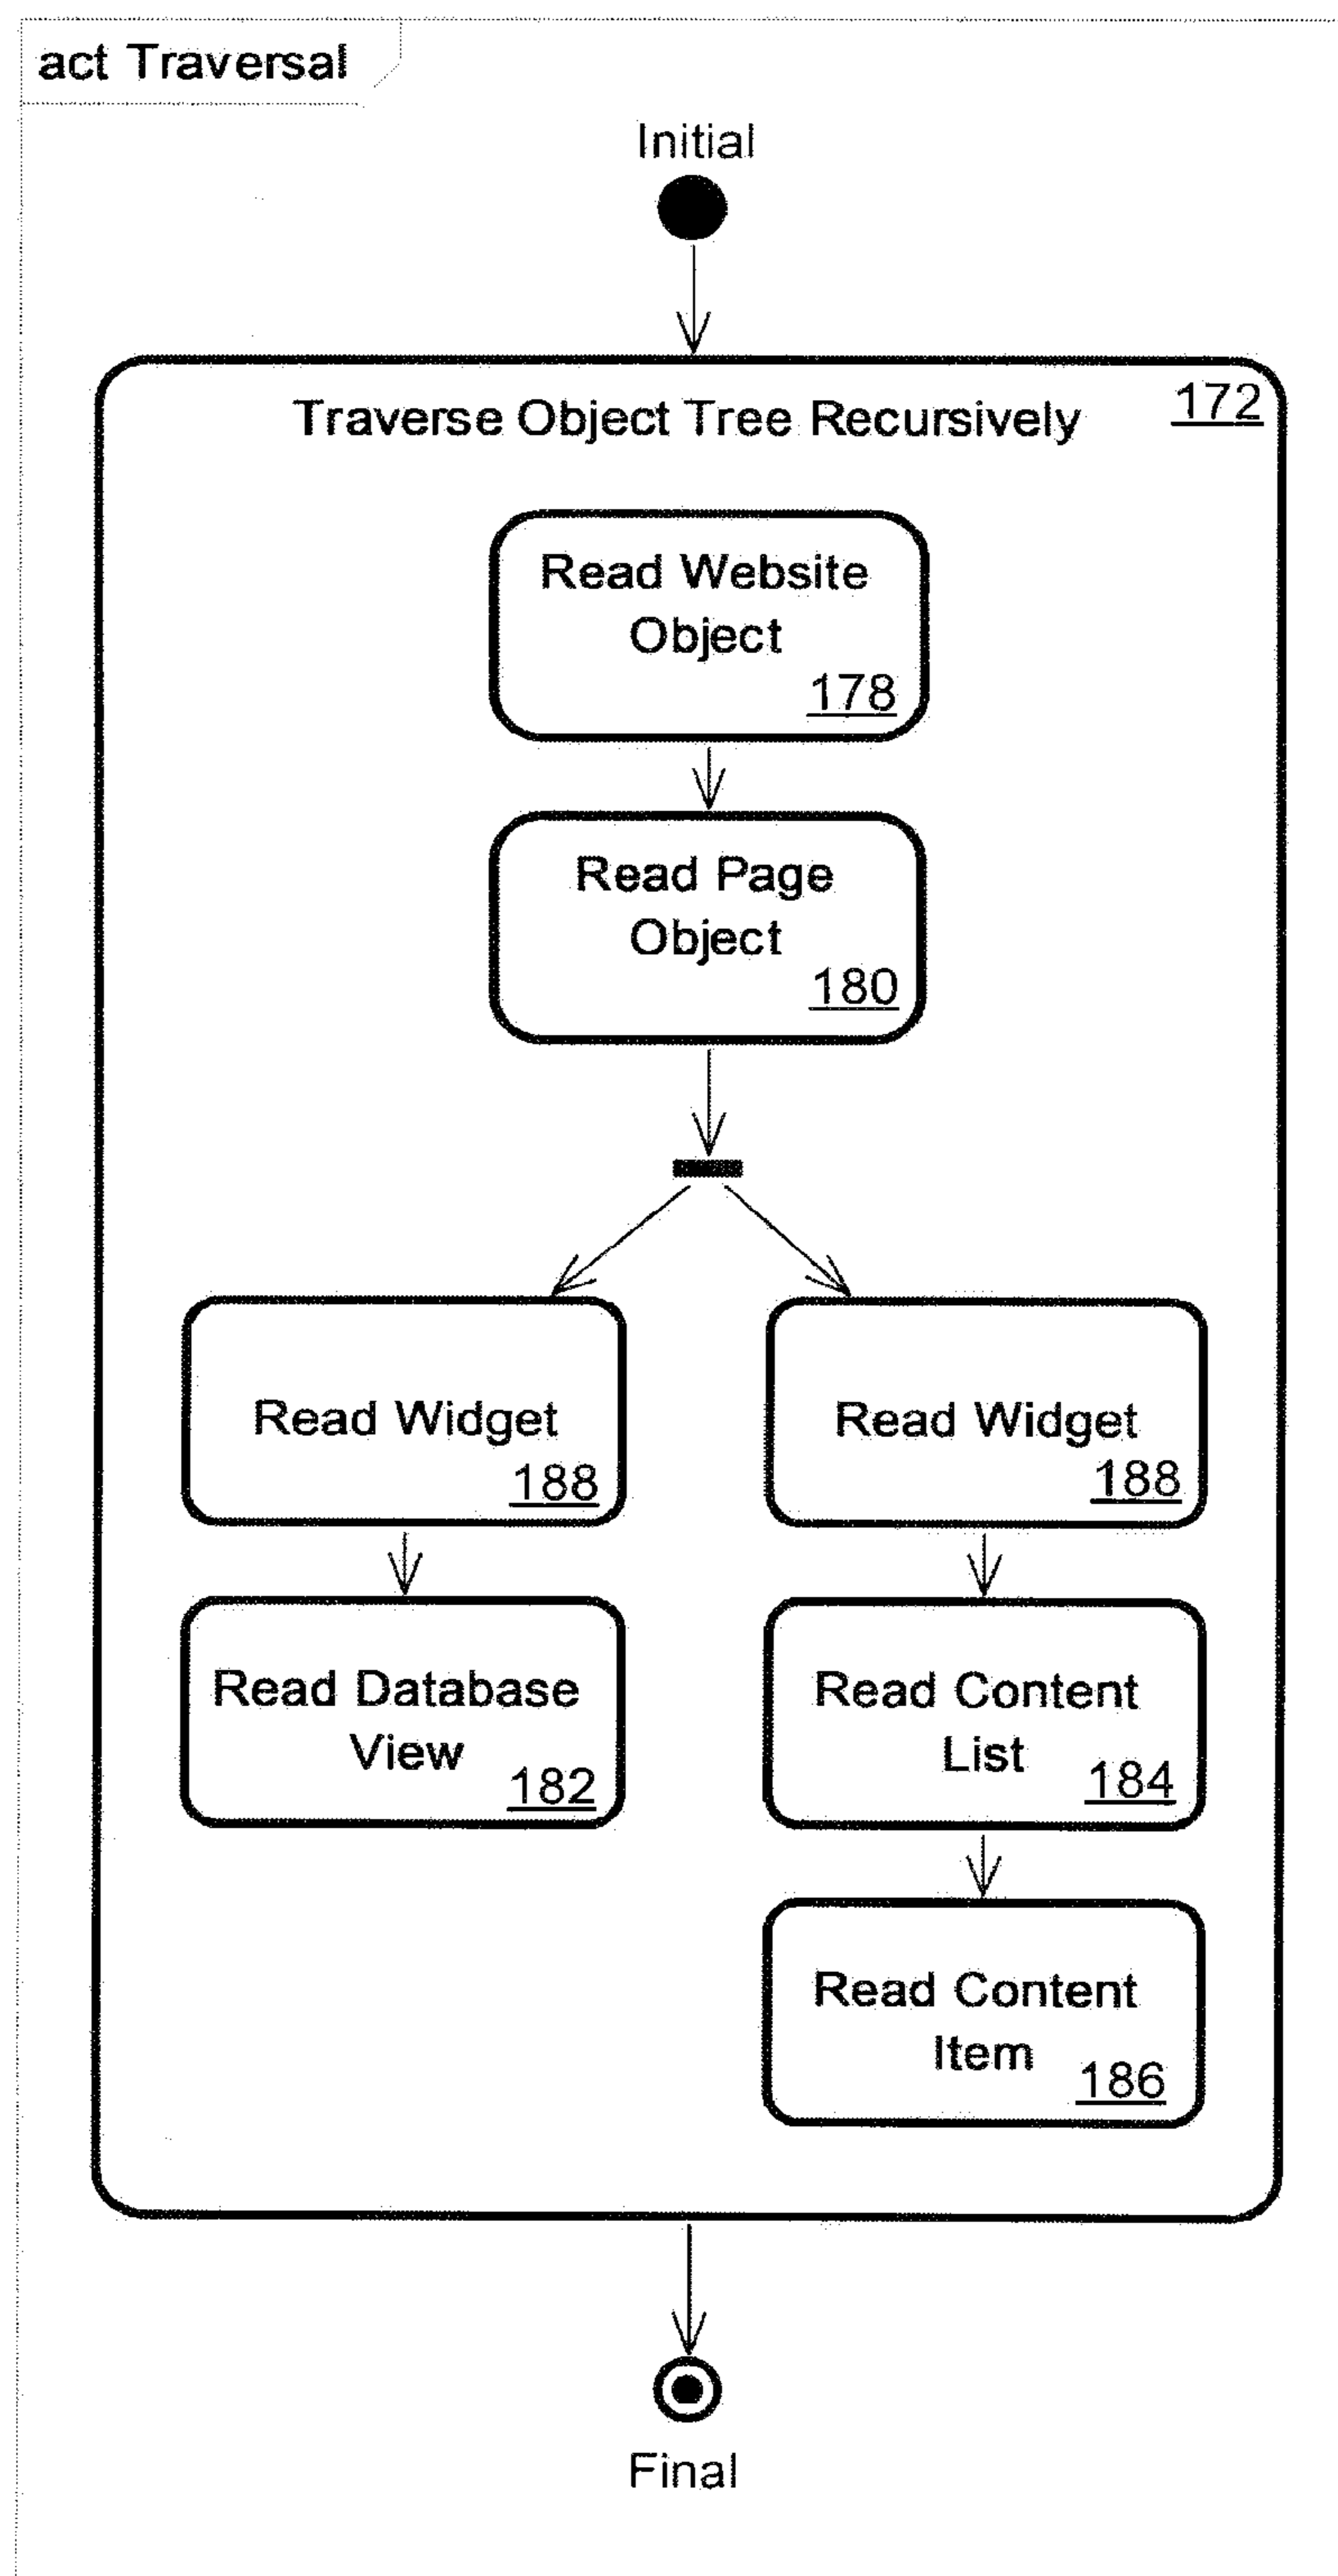 act Traversal
Initial
Traverse Object Tree Recursively
172
Read Website
Object
178
Read Page
Object
180
Read Widget
188
Read Widget
188
Read Database
View
182
Read Content
List
184
Read Content
Item
186
Final